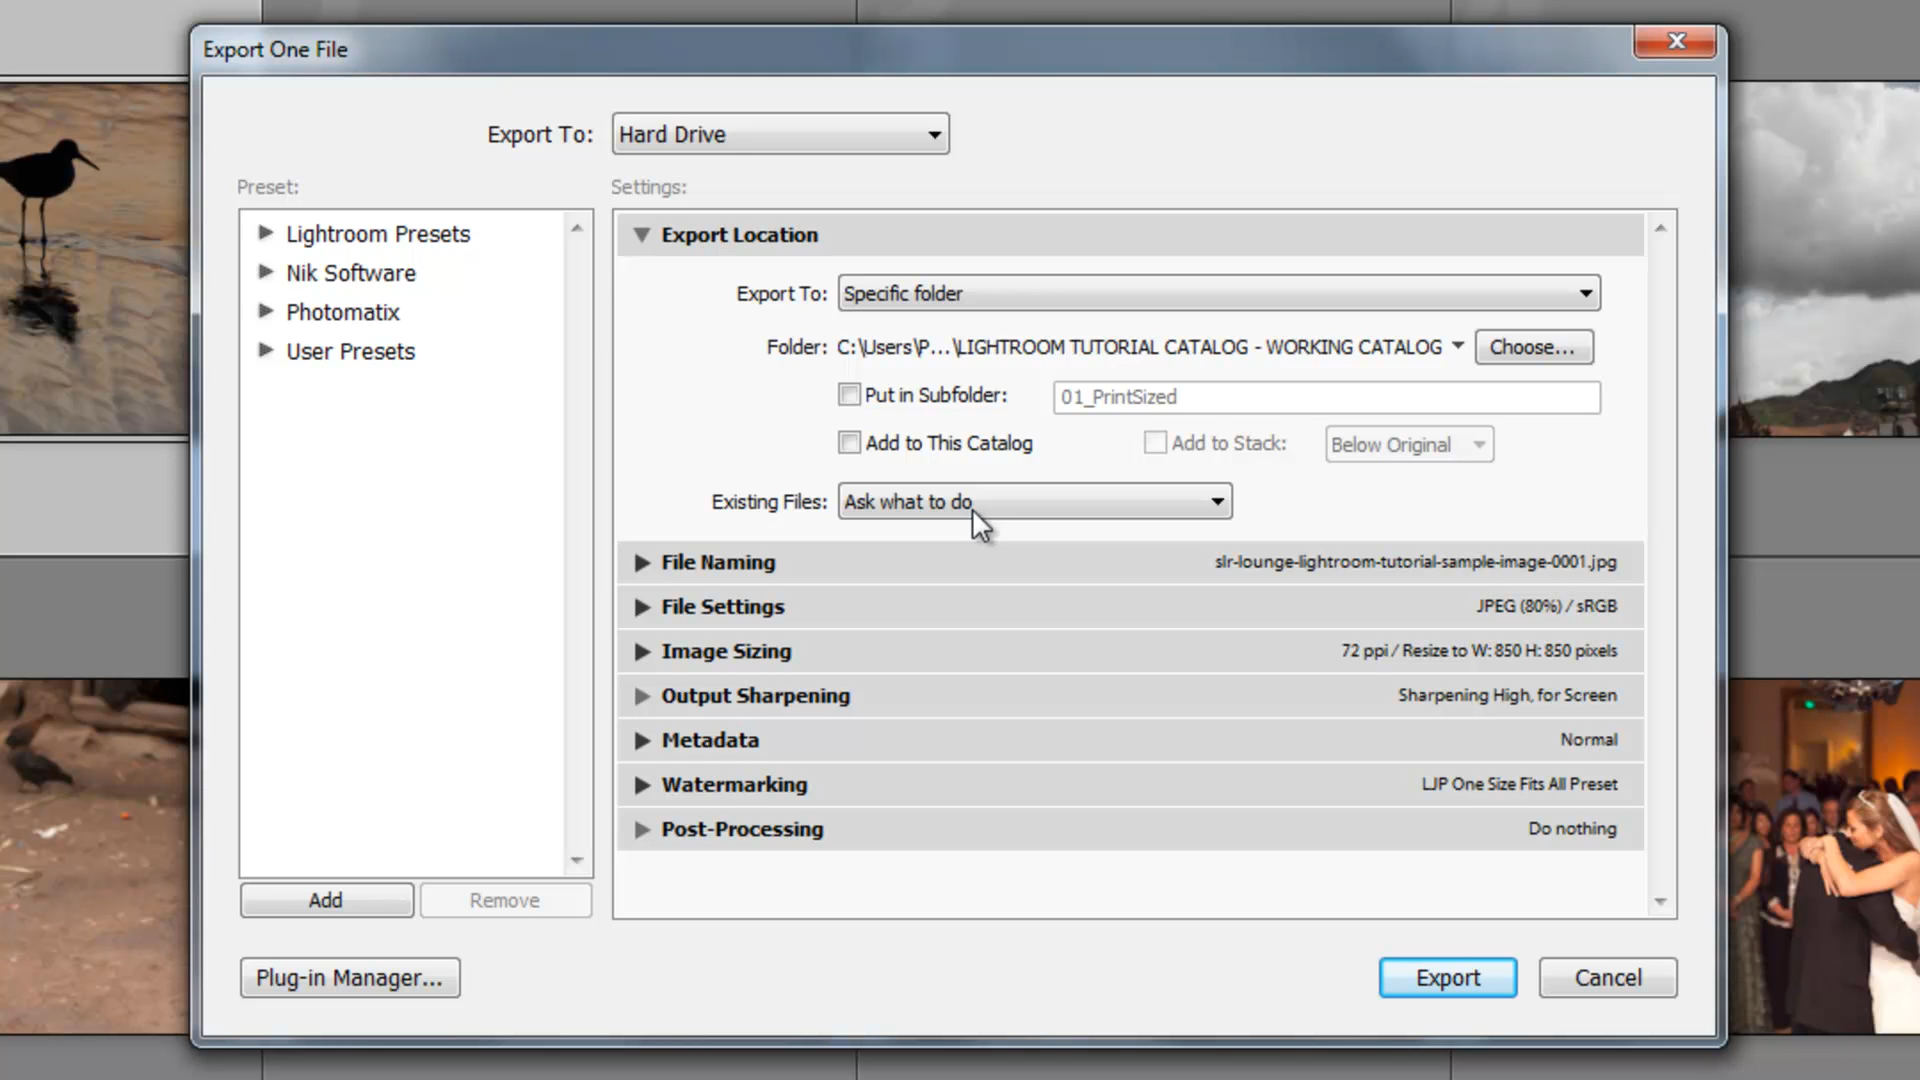 Export One File
Export To: Hard Drive
Preset:
Settings:
Lightroom Presets
Nik Software
Photomatix
User Presets
Export Location
Export To: Specific folder
Folder: C:\Users\P...\LIGHTROOM TUTORIAL CATALOG - WORKING CATALOG Choose...
Put in Subfolder: 01_PrintSized
Add to This Catalog Add to Stack: Below Original
Existing Files: Ask what to do
File Naming slr-lounge-lightroom-tutorial-sample-image-0001.jpg
File Settings JPEG (80%) / sRGB
Image Sizing 72 ppi / Resize to W: 850 H: 850 pixels
Output Sharpening Sharpening High, for Screen
Metadata Normal
Watermarking LJP One Size Fits All Preset
Post-Processing Do nothing
Add Remove
Plug-in Manager... Export Cancel